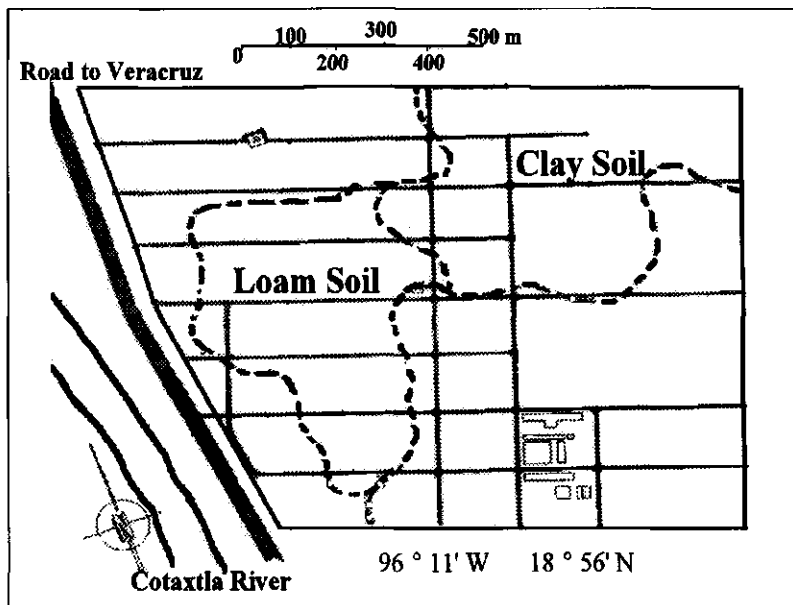 100 300 500 m
0 200 400
Road to Veracruz
Clay Soil
Loam Soil
96 ° 11' W 18 ° 56' N
Cotaxtla River